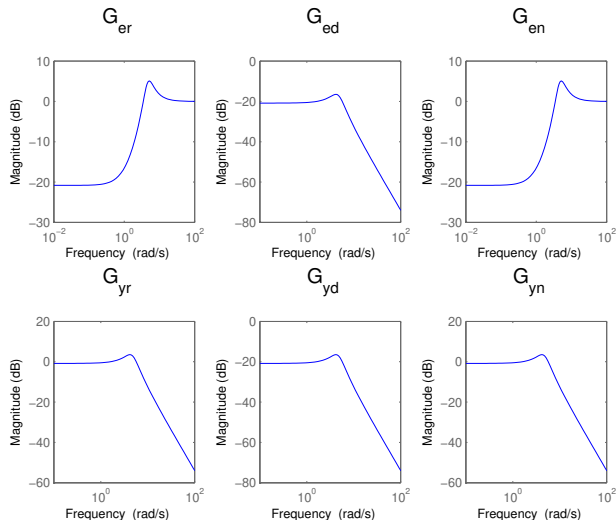 G_er
G_ed
G_en
10
0
−10
−20
−30
Magnitude (dB)
10^−2
10^0
10^2
Frequency (rad/s)
0
−20
−40
−60
−80
Magnitude (dB)
10^0
10^2
Frequency (rad/s)
10
0
−10
−20
−30
Magnitude (dB)
10^−2
10^0
10^2
Frequency (rad/s)
G_yr
G_yd
G_yn
20
0
−20
−40
−60
Magnitude (dB)
10^0
10^2
Frequency (rad/s)
20
0
−20
−40
−60
−80
Magnitude (dB)
10^0
10^2
Frequency (rad/s)
20
0
−20
−40
−60
Magnitude (dB)
10^0
10^2
Frequency (rad/s)